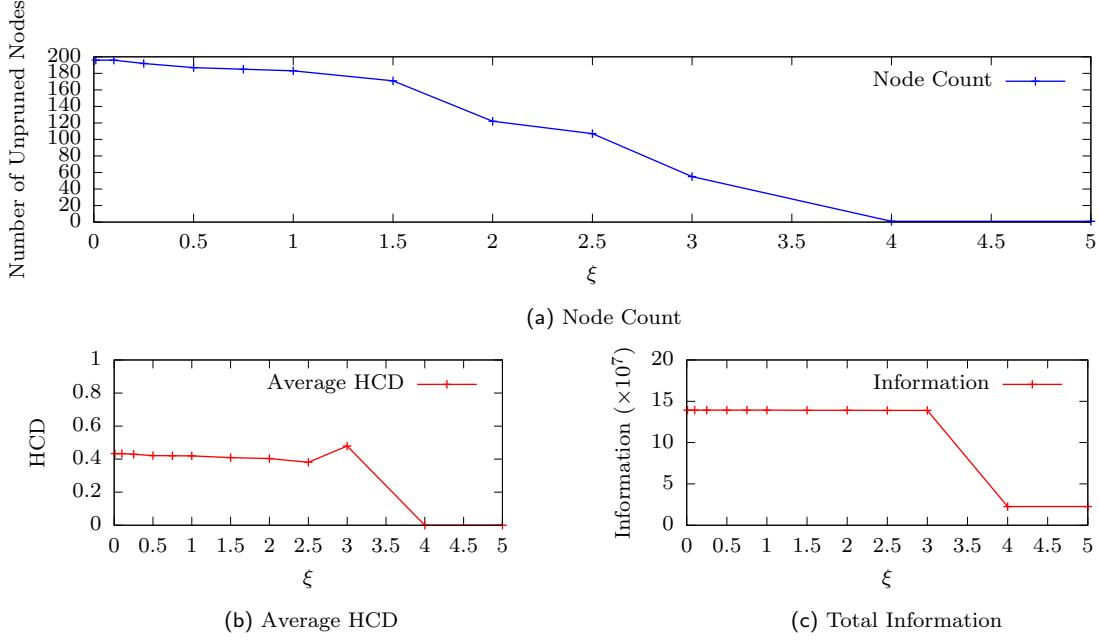 Number of Unpruned Nodes
200
180
160
140
120
100
80
60
40
20
0
Node Count
0 0.5 1 1.5 2 2.5 3 3.5 4 4.5 5
ξ
(a) Node Count
HCD
1
0.8
0.6
0.4
0.2
0
Average HCD
0 0.5 1 1.5 2 2.5 3 3.5 4 4.5 5
ξ
(b) Average HCD
Information (×10⁷)
20
15
10
5
0
Information
0 0.5 1 1.5 2 2.5 3 3.5 4 4.5 5
ξ
(c) Total Information